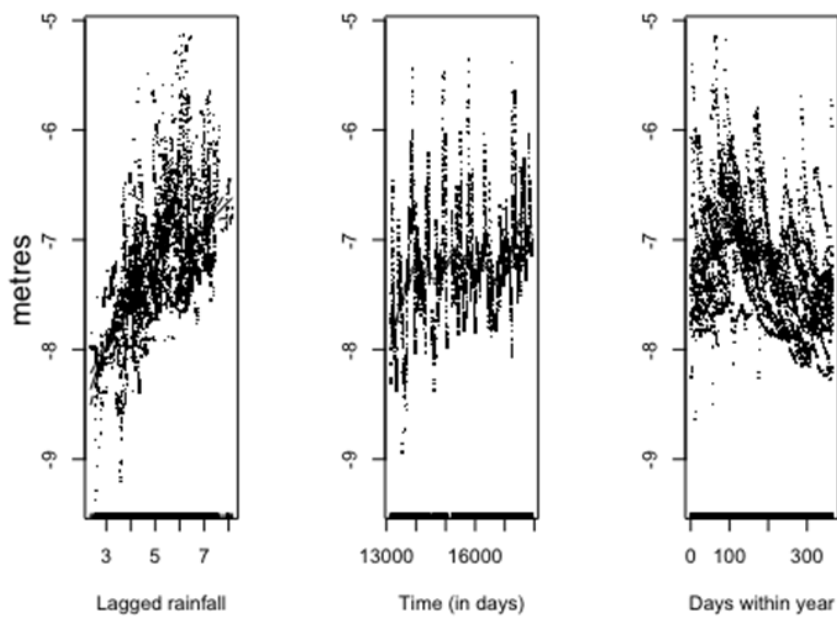 -5 -5 -5
-6 -6 -6
-7 -7 -7
metres
-8 -8 -8
-9 -9 -9
3 5 7 13000 16000 0 100 300
Lagged rainfall Time (in days) Days within year